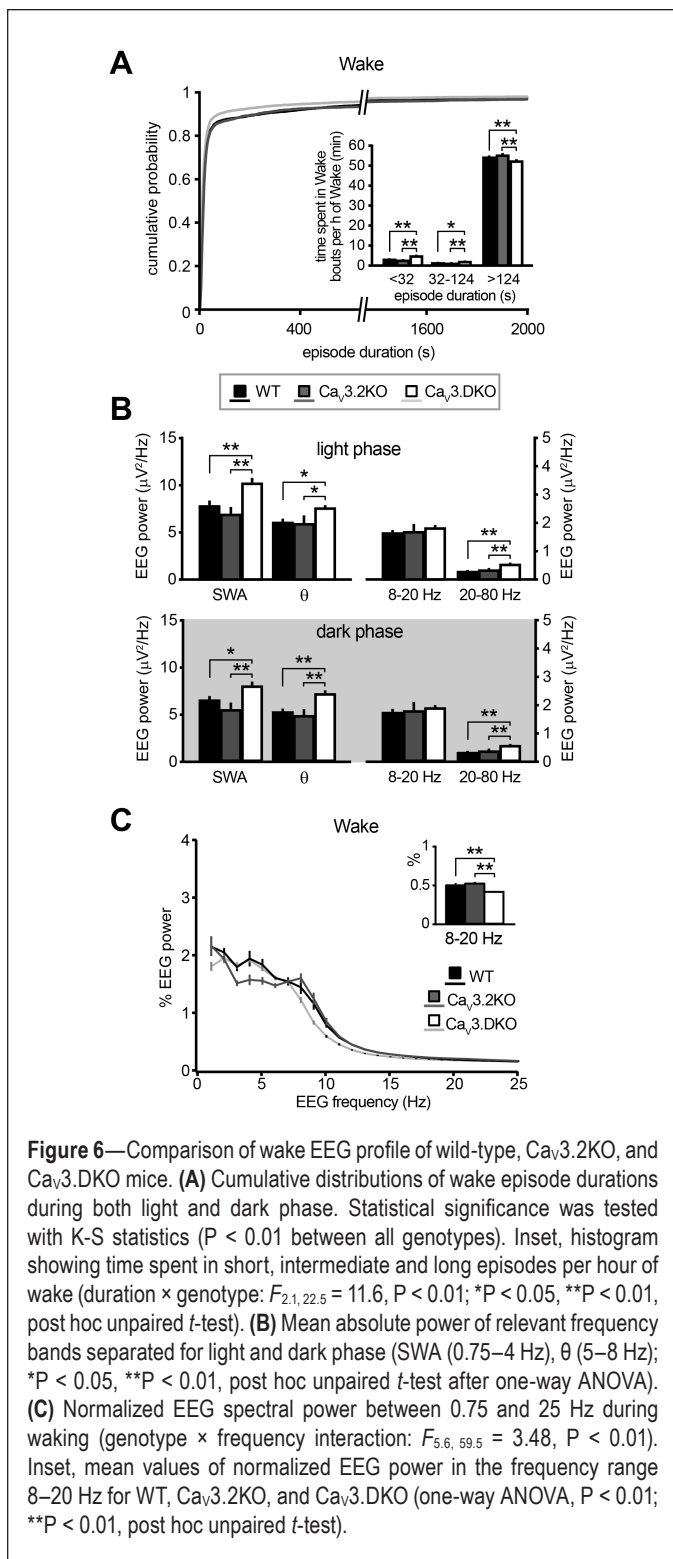 A
Wake
cumulative probability
1
0.8
0.6
0.4
0.2
0
0
400
1600
2000
episode duration (s)
time spent in Wake
bouts per h of Wake (min)
60
50
40
30
20
10
0
** ** * ** ** **
<32 32-124 >124
episode duration (s)
WT Caᵥ3.2KO Caᵥ3.DKO
B
light phase
EEG power (μV²/Hz)
15
10
5
0
** ** * * ** **
SWA θ 8-20 Hz 20-80 Hz
5
4
3
2
1
0
EEG power (μV²/Hz)
dark phase
EEG power (μV²/Hz)
15
10
5
0
* ** ** ** ** **
SWA θ 8-20 Hz 20-80 Hz
5
4
3
2
1
0
EEG power (μV²/Hz)
C
Wake
% EEG power
4
3
2
1
0
0 5 10 15 20 25
EEG frequency (Hz)
%
1
0.5
0
** **
8-20 Hz
WT
Caᵥ3.2KO
Caᵥ3.DKO
Figure 6—Comparison of wake EEG profile of wild-type, Caᵥ3.2KO, and
Caᵥ3.DKO mice. (A) Cumulative distributions of wake episode durations
during both light and dark phase. Statistical significance was tested
with K-S statistics (P < 0.01 between all genotypes). Inset, histogram
showing time spent in short, intermediate and long episodes per hour of
wake (duration × genotype: F2.1, 22.5 = 11.6, P < 0.01; *P < 0.05, **P < 0.01,
post hoc unpaired t-test). (B) Mean absolute power of relevant frequency
bands separated for light and dark phase (SWA (0.75–4 Hz), θ (5–8 Hz);
*P < 0.05, **P < 0.01, post hoc unpaired t-test after one-way ANOVA).
(C) Normalized EEG spectral power between 0.75 and 25 Hz during
waking (genotype × frequency interaction: F5.6, 59.5 = 3.48, P < 0.01).
Inset, mean values of normalized EEG power in the frequency range
8–20 Hz for WT, Caᵥ3.2KO, and Caᵥ3.DKO (one-way ANOVA, P < 0.01;
**P < 0.01, post hoc unpaired t-test).